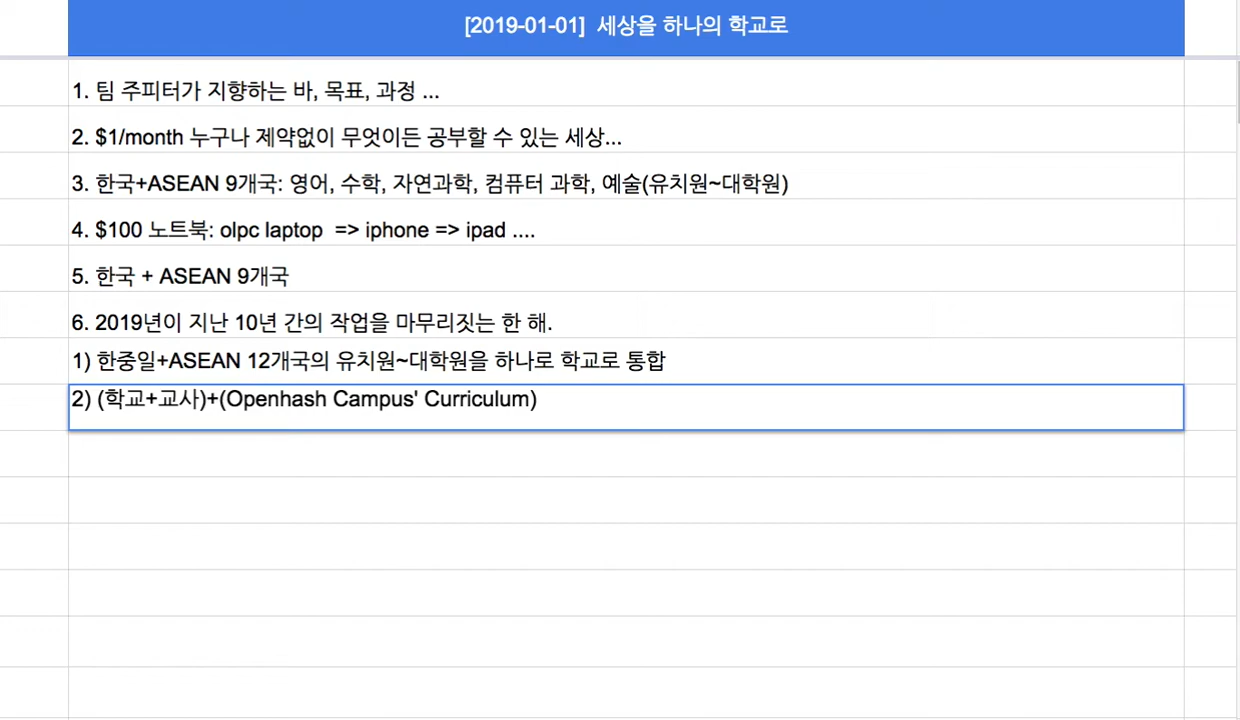 [2019-01-01] 세상을 하나의 학교로
1. 팀 주피터가 지향하는 바, 목표, 과정 ...
2. $1/month 누구나 제약없이 무엇이든 공부할 수 있는 세상...
3. 한국+ASEAN 9개국: 영어, 수학, 자연과학, 컴퓨터 과학, 예술(유치원~대학원)
4. $100 노트북: olpc laptop => iphone => ipad ....
5. 한국 + ASEAN 9개국
6. 2019년이 지난 10년 간의 작업을 마무리짓는 한 해.
1) 한중일+ASEAN 12개국의 유치원~대학원을 하나로 학교로 통합
2) (학교+교사)+(Openhash Campus' Curriculum)